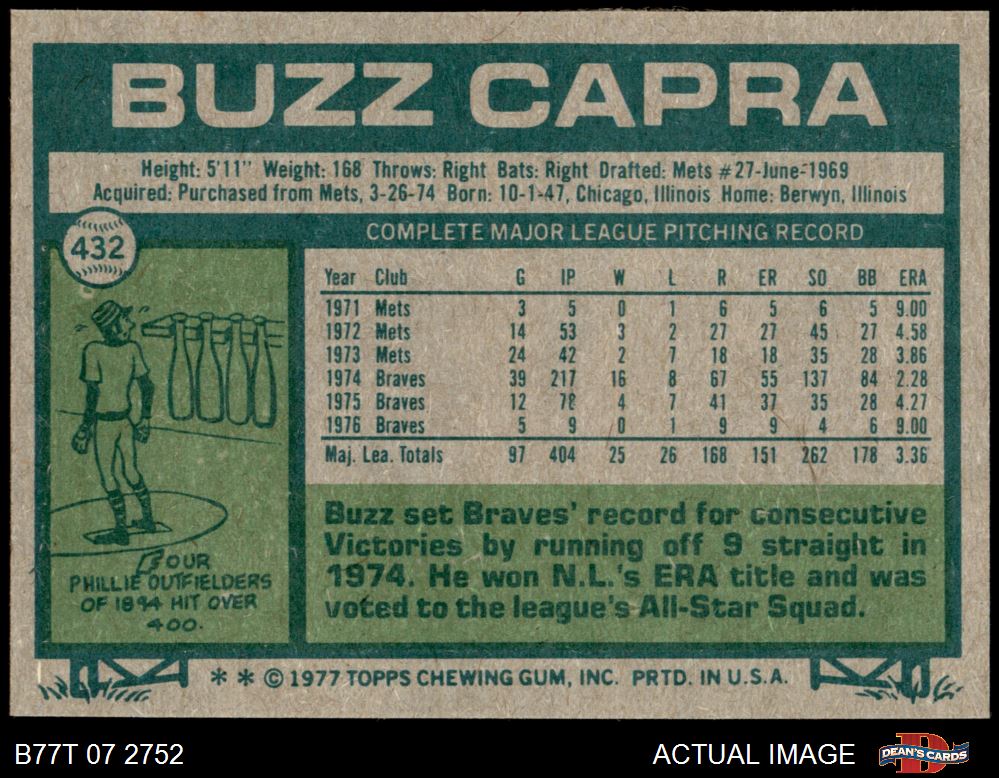 BUZZ CAPRA
Height: 5'11" Weight: 168 Throws: Right Bats: Right Drafted: Mets #27-June-1969
Acquired: Purchased from Mets, 3-26-74 Born: 10-1-47, Chicago, Illinois Home: Berwyn, Illinois
432
COMPLETE MAJOR LEAGUE PITCHING RECORD
Year Club G IP W L R ER SO BB ERA
1971 Mets 3 5 0 1 6 5 6 5 9.00
1972 Mets 14 53 3 2 27 27 45 27 4.58
1973 Mets 24 42 2 7 18 18 35 28 3.86
1974 Braves 39 217 16 8 67 55 137 84 2.28
1975 Braves 12 78 4 7 41 37 35 28 4.27
1976 Braves 5 9 0 1 9 9 4 6 9.00
Maj. Lea. Totals 97 404 25 26 168 151 262 178 3.36
Buzz set Braves' record for consecutive
Victories by running off 9 straight in
1974. He won N.L.'s ERA title and was
voted to the league's All-Star Squad.
FOUR
PHILLIE OUTFIELDERS
OF 1894 HIT OVER
400.
* * © 1977 TOPPS CHEWING GUM, INC. PRTD. IN U.S.A.
B77T 07 2752
ACTUAL IMAGE
D
DEAN'S CARDS